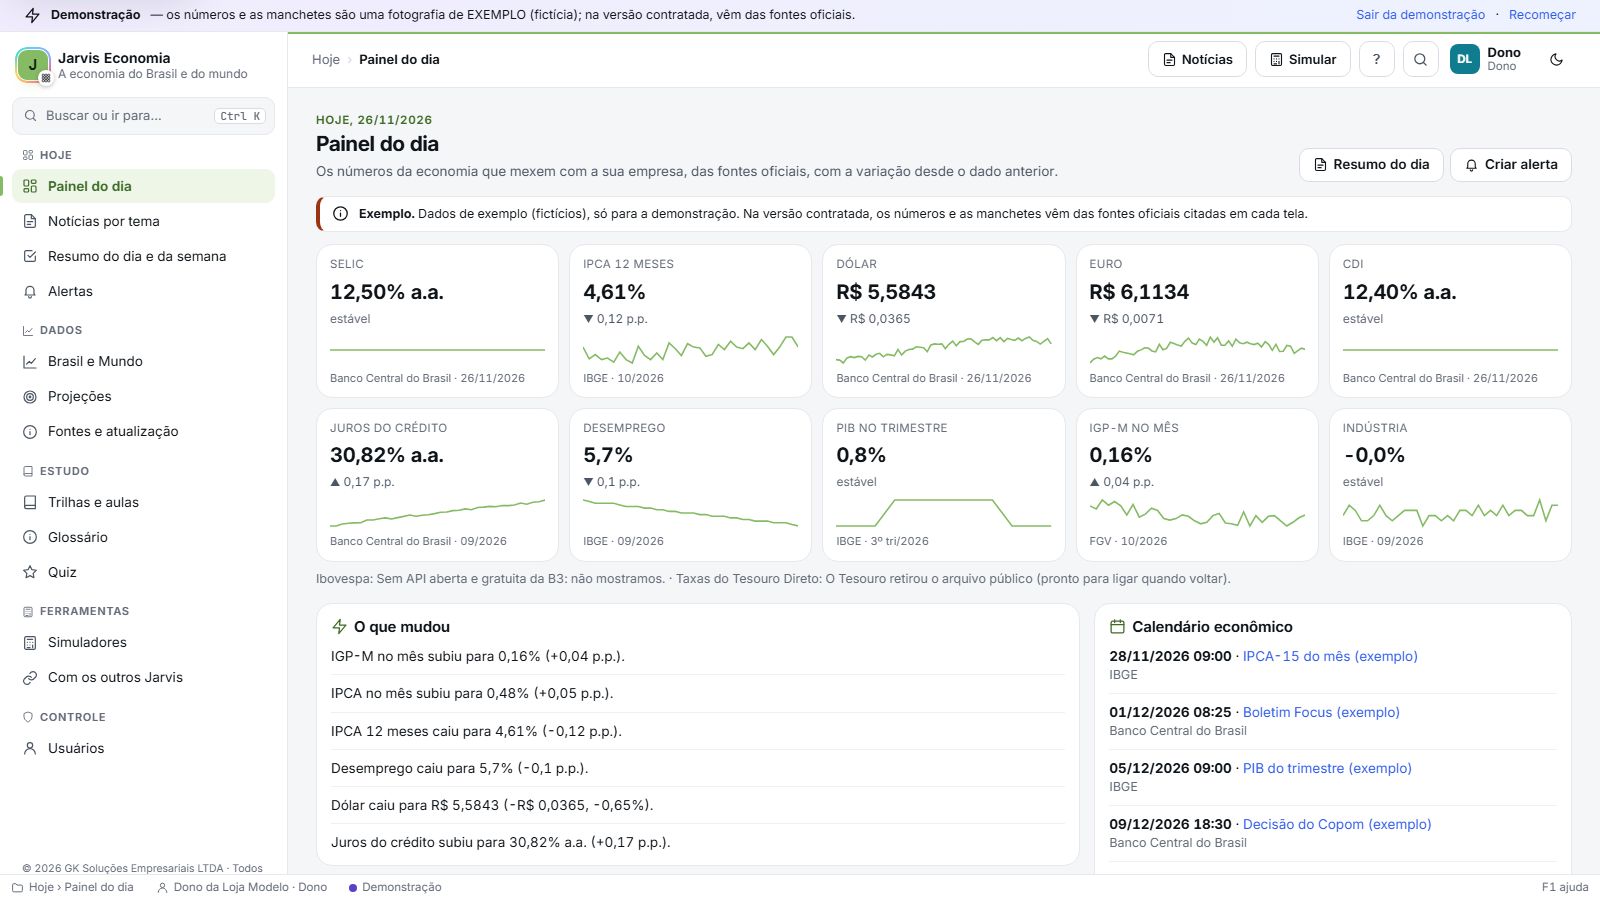 Demonstração — os números e as manchetes são uma fotografia de EXEMPLO (fictícia); na versão contratada, vêm das fontes oficiais.
Sair da demonstração · Recomeçar
J
Jarvis Economia
A economia do Brasil e do mundo
Buscar ou ir para... Ctrl K
HOJE
Painel do dia
Notícias por tema
Resumo do dia e da semana
Alertas
DADOS
Brasil e Mundo
Projeções
Fontes e atualização
ESTUDO
Trilhas e aulas
Glossário
Quiz
FERRAMENTAS
Simuladores
Com os outros Jarvis
CONTROLE
Usuários
© 2026 GK Soluções Empresariais LTDA · Todos
Hoje › Painel do dia
Notícias
Simular
?
DL
Dono
Dono
HOJE, 26/11/2026
Painel do dia
Os números da economia que mexem com a sua empresa, das fontes oficiais, com a variação desde o dado anterior.
Resumo do dia
Criar alerta
Exemplo. Dados de exemplo (fictícios), só para a demonstração. Na versão contratada, os números e as manchetes vêm das fontes oficiais citadas em cada tela.
SELIC
12,50% a.a.
estável
Banco Central do Brasil · 26/11/2026
IPCA 12 MESES
4,61%
▼ 0,12 p.p.
IBGE · 10/2026
DÓLAR
R$ 5,5843
▼ R$ 0,0365
Banco Central do Brasil · 26/11/2026
EURO
R$ 6,1134
▼ R$ 0,0071
Banco Central do Brasil · 26/11/2026
CDI
12,40% a.a.
estável
Banco Central do Brasil · 26/11/2026
JUROS DO CRÉDITO
30,82% a.a.
▲ 0,17 p.p.
Banco Central do Brasil · 09/2026
DESEMPREGO
5,7%
▼ 0,1 p.p.
IBGE · 09/2026
PIB NO TRIMESTRE
0,8%
estável
IBGE · 3º tri/2026
IGP-M NO MÊS
0,16%
▲ 0,04 p.p.
FGV · 10/2026
INDÚSTRIA
-0,0%
estável
IBGE · 09/2026
Ibovespa: Sem API aberta e gratuita da B3: não mostramos. · Taxas do Tesouro Direto: O Tesouro retirou o arquivo público (pronto para ligar quando voltar).
O que mudou
IGP-M no mês subiu para 0,16% (+0,04 p.p.).
IPCA no mês subiu para 0,48% (+0,05 p.p.).
IPCA 12 meses caiu para 4,61% (-0,12 p.p.).
Desemprego caiu para 5,7% (-0,1 p.p.).
Dólar caiu para R$ 5,5843 (-R$ 0,0365, -0,65%).
Juros do crédito subiu para 30,82% a.a. (+0,17 p.p.).
Calendário econômico
28/11/2026 09:00 · IPCA-15 do mês (exemplo)
IBGE
01/12/2026 08:25 · Boletim Focus (exemplo)
Banco Central do Brasil
05/12/2026 09:00 · PIB do trimestre (exemplo)
IBGE
09/12/2026 18:30 · Decisão do Copom (exemplo)
Banco Central do Brasil
Hoje › Painel do dia
Dono da Loja Modelo · Dono
Demonstração
F1 ajuda